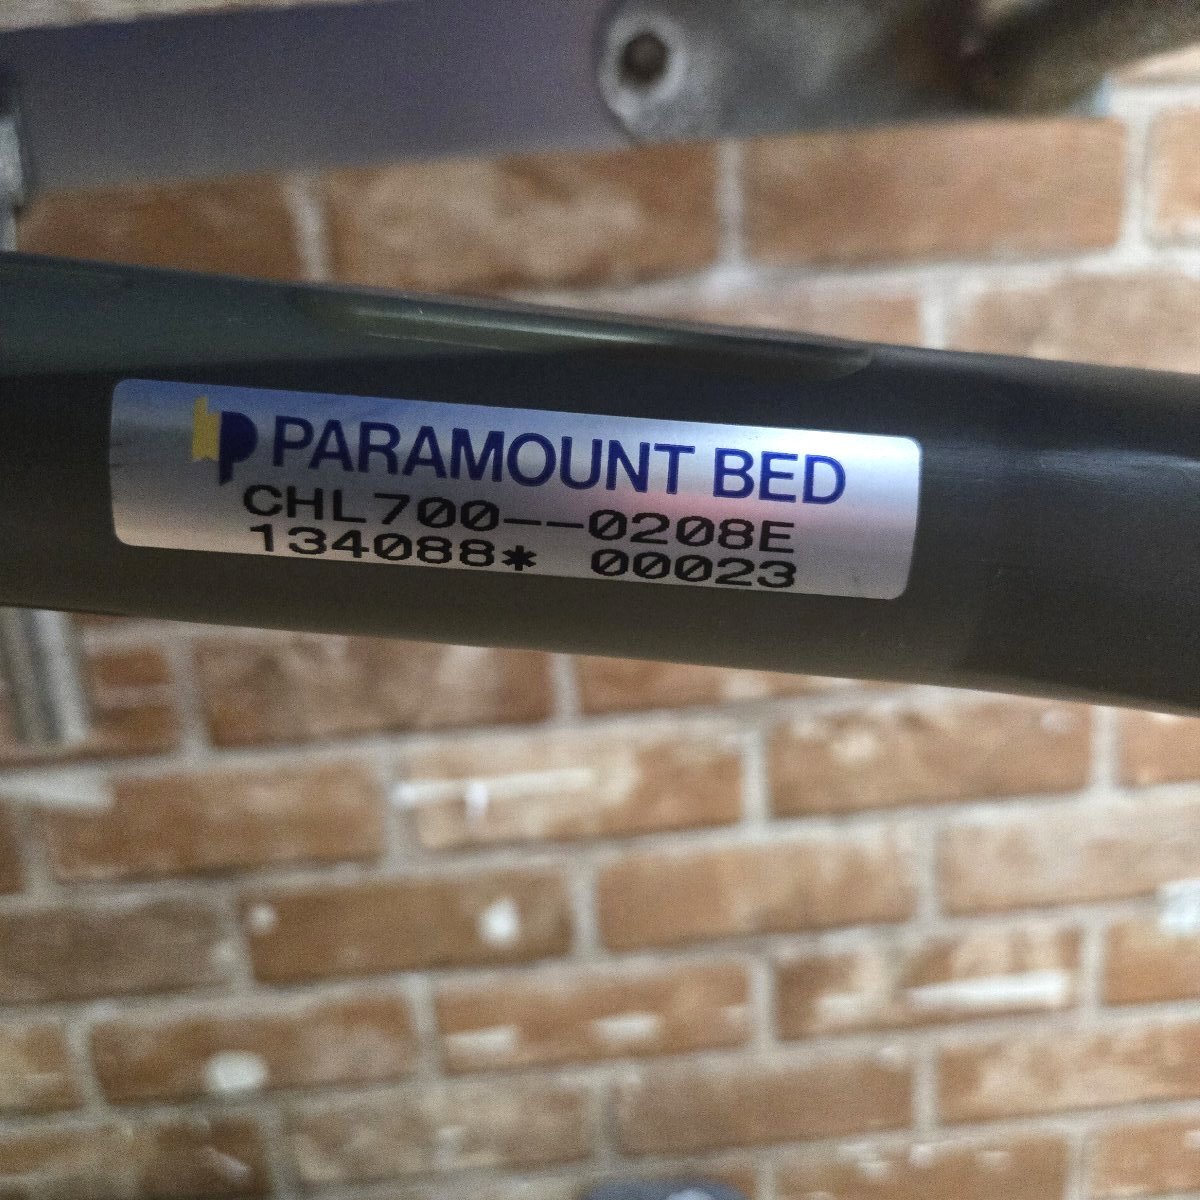 PARAMOUNT BED
CHL700--0208E
134088* 00023